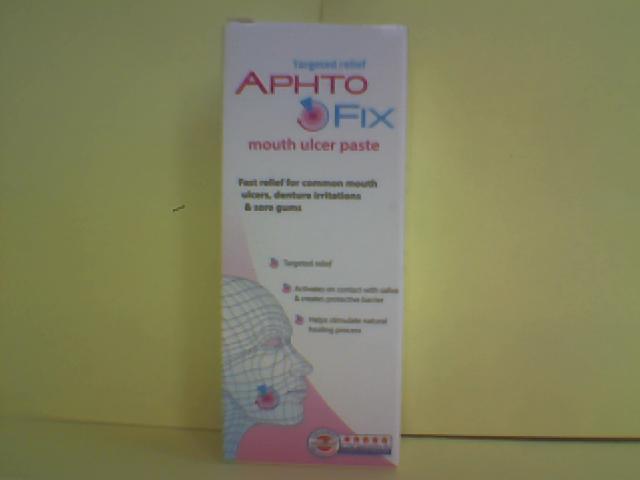 Targeted relief
APHTO
FIX
mouth ulcer paste
Fast relief for common mouth
ulcers, denture irritations
& sore gums
Targeted relief
Activates on contact with saliva
& creates protective barrier
Helps stimulate natural
healing process